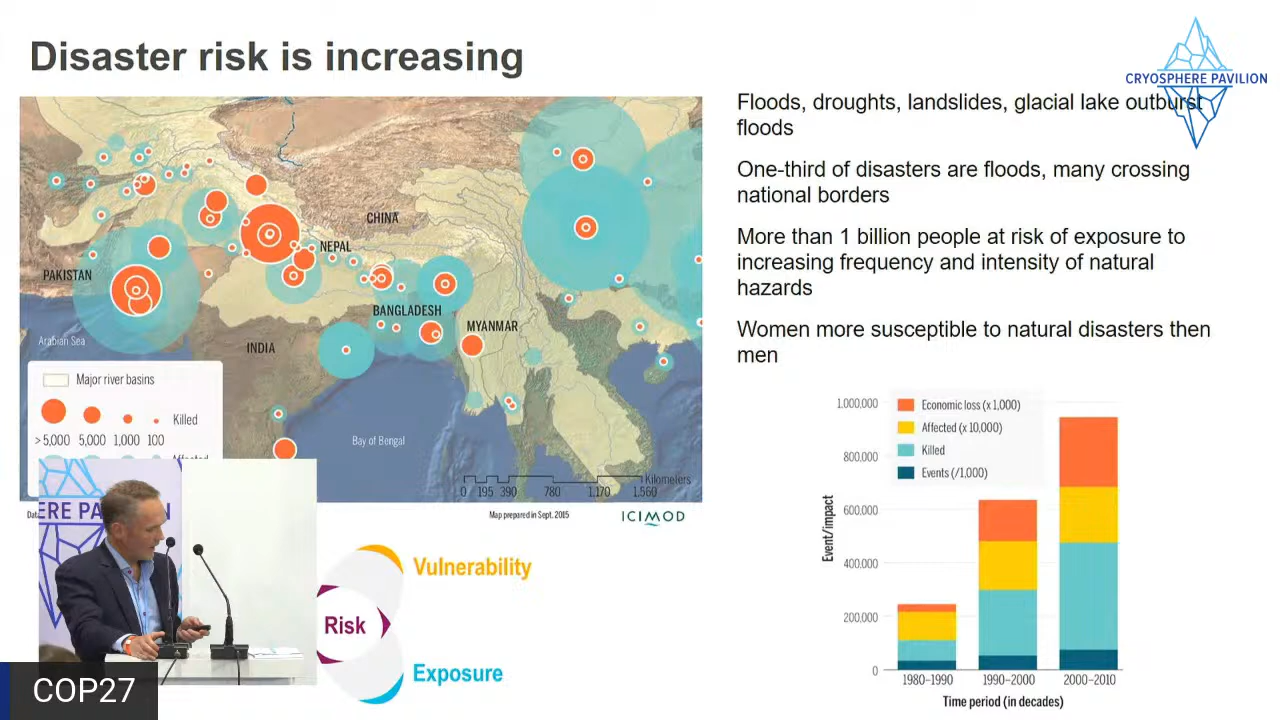 Disaster risk is increasing
CRYOSPHERE PAVILION
Floods, droughts, landslides, glacial lake outburst
floods
One-third of disasters are floods, many crossing
national borders
More than 1 billion people at risk of exposure to
increasing frequency and intensity of natural
hazards
Women more susceptible to natural disasters then
men
CHINA
NEPAL
PAKISTAN
BANGLADESH
MYANMAR
INDIA
Arabian Sea
Bay of Bengal
Major river basins
Killed
> 5,000 5,000 1,000 100
Affected
Kilometers
0 195 390 780 1,170 1,560
Map prepared in Sept. 2015
ICIMOD
ERE PA
N
Vulnerability
Risk
Exposure
COP27
Economic loss (x 1,000)
Affected (x 10,000)
Killed
Events (/1,000)
Event/impact
1,000,000
800,000
600,000
400,000
200,000
0
1980–1990 1990–2000 2000–2010
Time period (in decades)